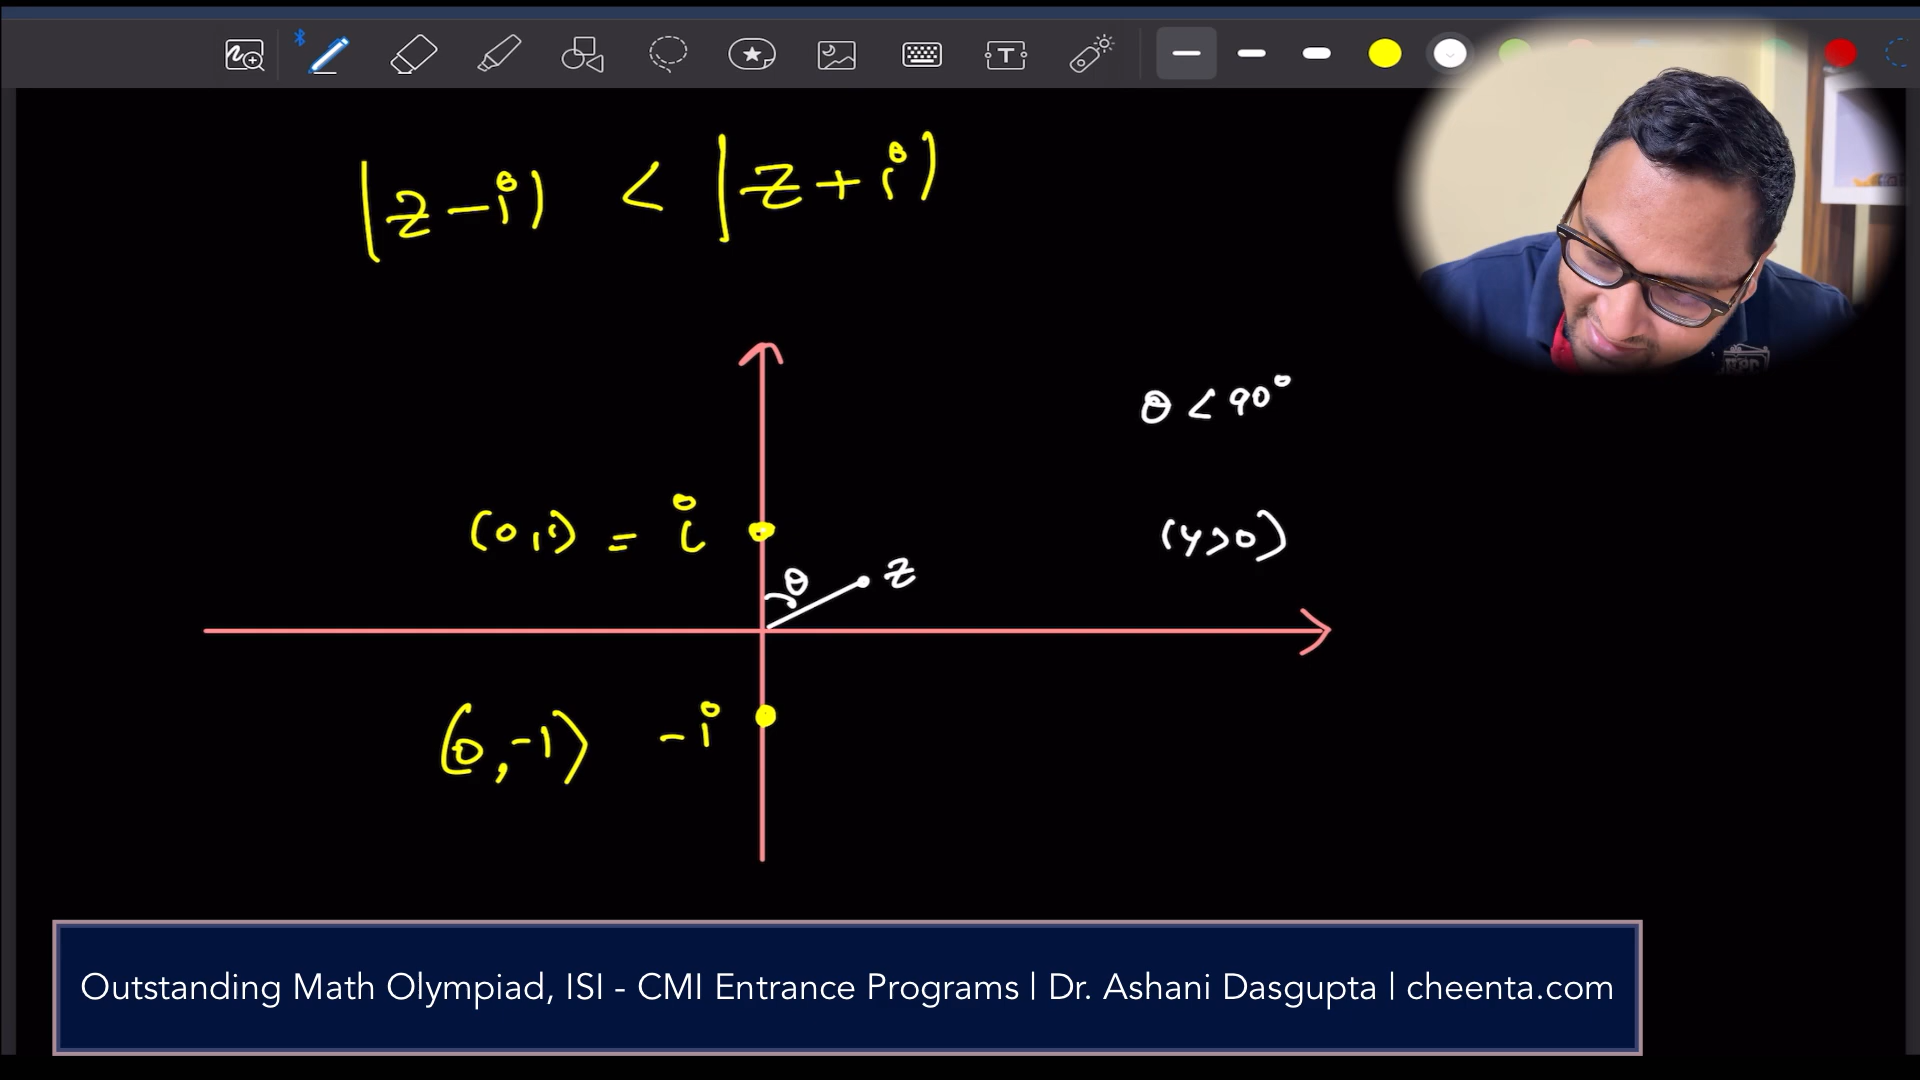 |z-i| < |z+i|
θ < 90°
(0,1) = i
(y>0)
θ
z
(0,-1) -i
Outstanding Math Olympiad, ISI - CMI Entrance Programs | Dr. Ashani Dasgupta | cheenta.com